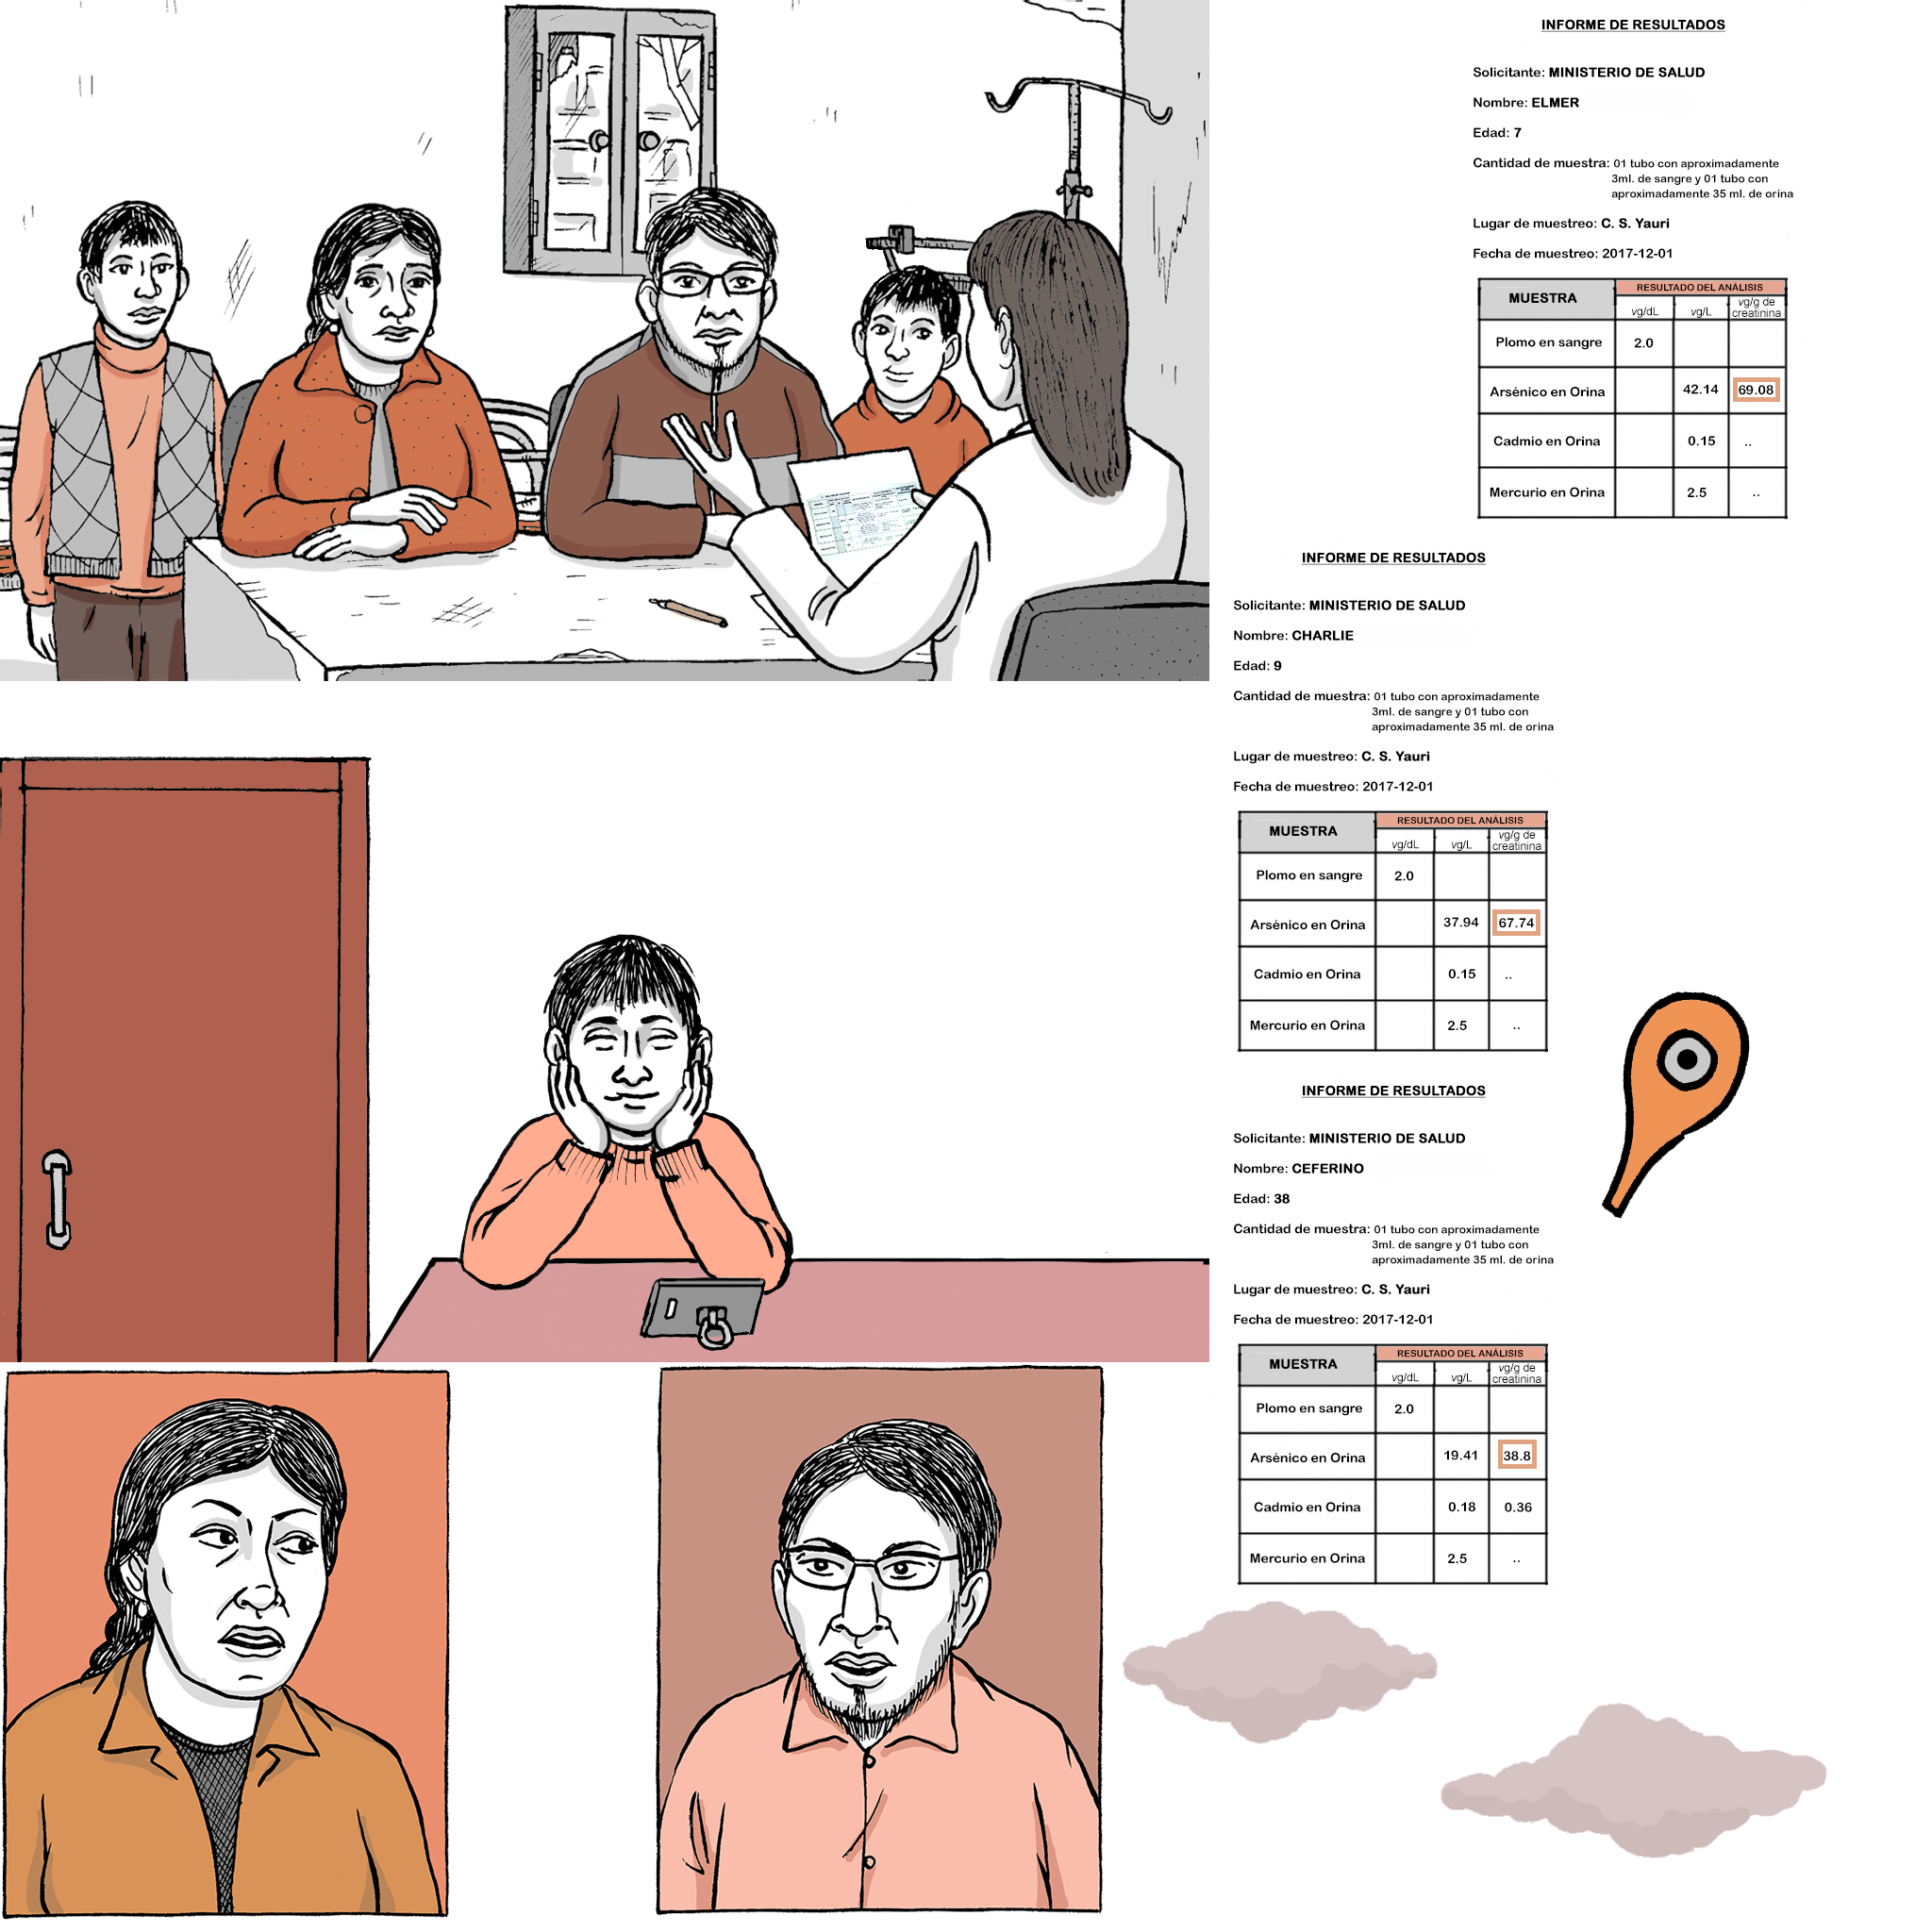 INFORME DE RESULTADOS
Solicitante: MINISTERIO DE SALUD
Nombre: ELMER
Edad: 7
Cantidad de muestra: 01 tubo con aproximadamente
3ml. de sangre y 01 tubo con
aproximadamente 35 ml. de orina
Lugar de muestreo: C. S. Yauri
Fecha de muestreo: 2017-12-01
MUESTRA RESULTADO DEL ANÁLISIS
vg/dL vg/L vg/g de creatinina
Plomo en sangre 2.0
Arsénico en Orina 42.14 69.08
Cadmio en Orina 0.15 ..
Mercurio en Orina 2.5 ..
INFORME DE RESULTADOS
Solicitante: MINISTERIO DE SALUD
Nombre: CHARLIE
Edad: 9
Cantidad de muestra: 01 tubo con aproximadamente
3ml. de sangre y 01 tubo con
aproximadamente 35 ml. de orina
Lugar de muestreo: C. S. Yauri
Fecha de muestreo: 2017-12-01
MUESTRA RESULTADO DEL ANÁLISIS
vg/dL vg/L vg/g de creatinina
Plomo en sangre 2.0
Arsénico en Orina 37.94 67.74
Cadmio en Orina 0.15 ..
Mercurio en Orina 2.5 ..
INFORME DE RESULTADOS
Solicitante: MINISTERIO DE SALUD
Nombre: CEFERINO
Edad: 38
Cantidad de muestra: 01 tubo con aproximadamente
3ml. de sangre y 01 tubo con
aproximadamente 35 ml. de orina
Lugar de muestreo: C. S. Yauri
Fecha de muestreo: 2017-12-01
MUESTRA RESULTADO DEL ANÁLISIS
vg/dL vg/L vg/g de creatinina
Plomo en sangre 2.0
Arsénico en Orina 19.41 38.8
Cadmio en Orina 0.18 0.36
Mercurio en Orina 2.5 ..